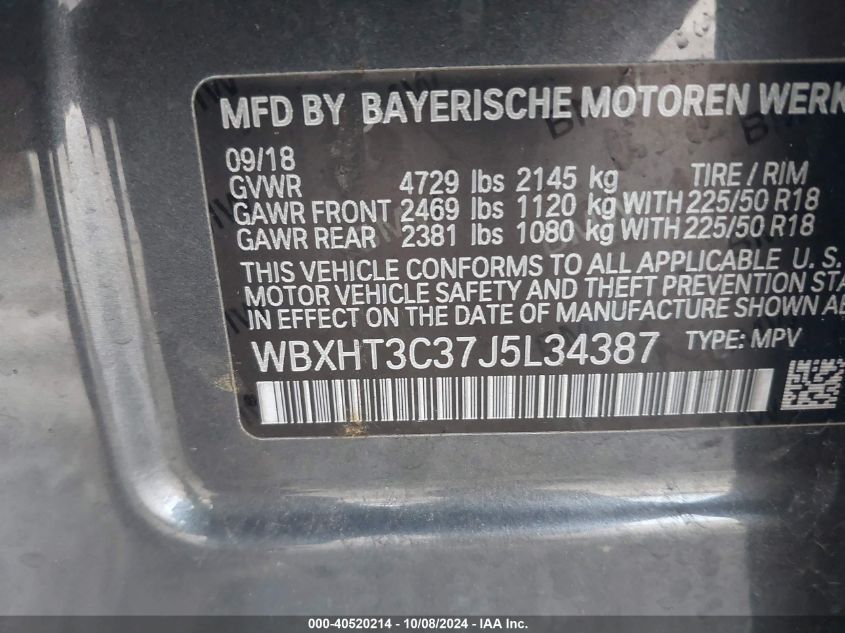 MFD BY BAYERISCHE MOTOREN WERK
09/18
GVWR 4729 lbs 2145 kg TIRE / RIM
GAWR FRONT 2469 lbs 1120 kg WITH 225/50 R18
GAWR REAR 2381 lbs 1080 kg WITH 225/50 R18
THIS VEHICLE CONFORMS TO ALL APPLICABLE U. S.
MOTOR VEHICLE SAFETY AND THEFT PREVENTION STA
IN EFFECT ON THE DATE OF MANUFACTURE SHOWN AB
WBXHT3C37J5L34387 TYPE: MPV
000-40520214 - 10/08/2024 - IAAI.COM